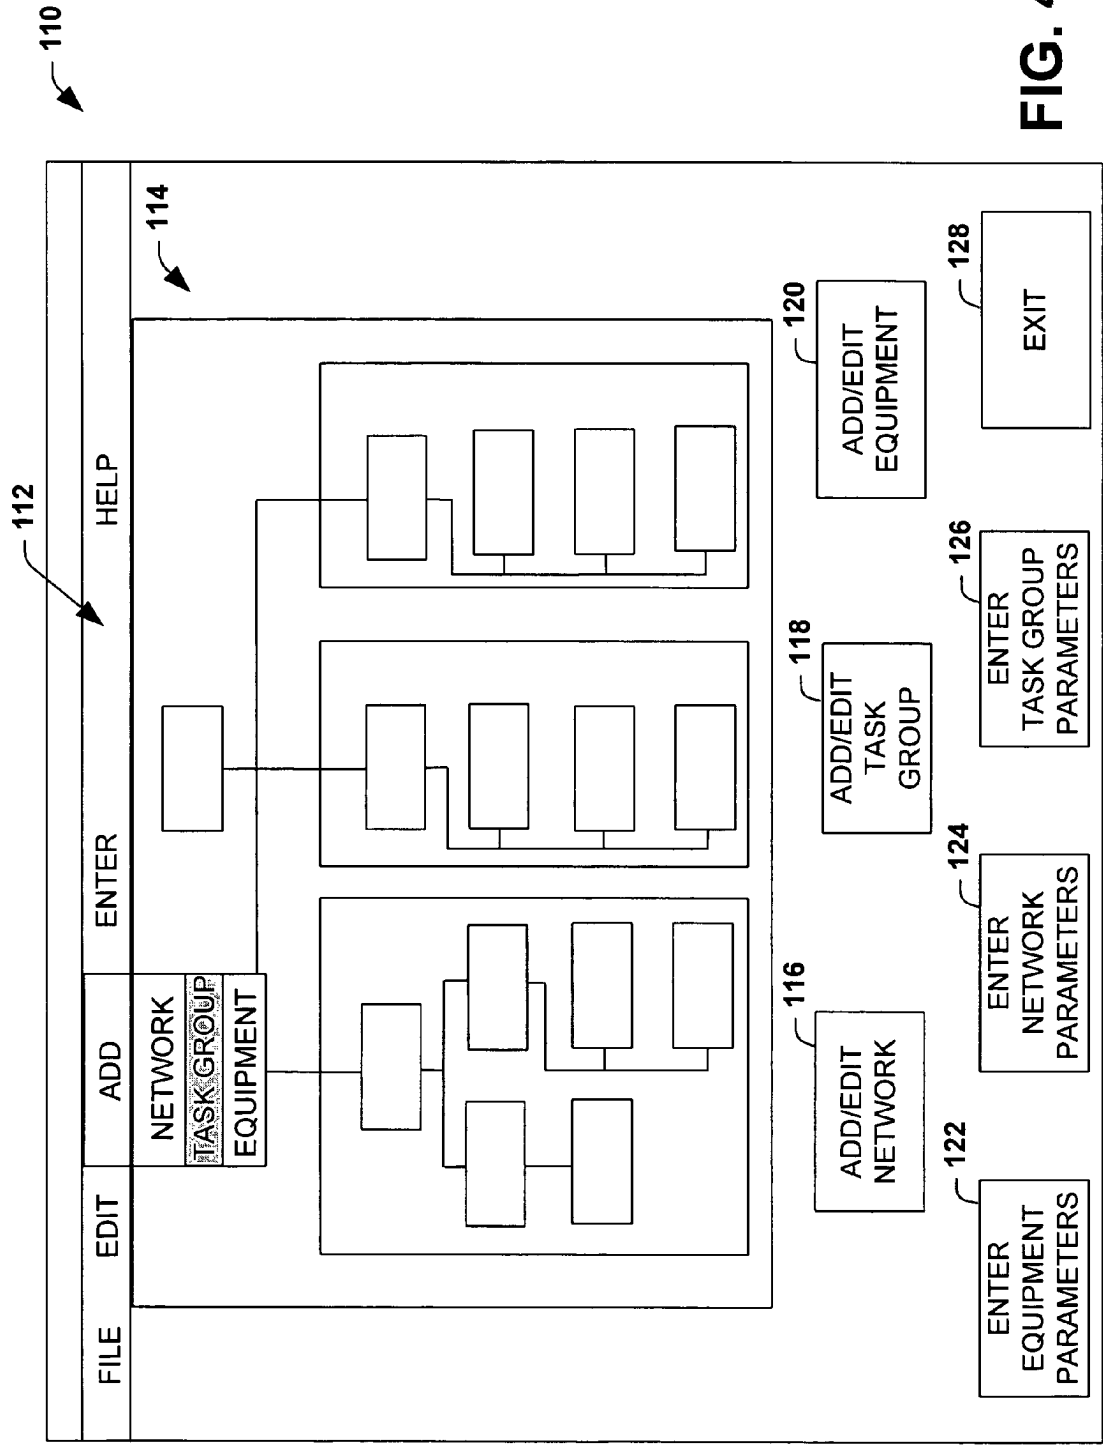 110
112
FILE EDIT ADD ENTER HELP
NETWORK
TASK GROUP
EQUIPMENT
114
116
ADD/EDIT
NETWORK
118
ADD/EDIT
TASK
GROUP
120
ADD/EDIT
EQUIPMENT
122
ENTER
EQUIPMENT
PARAMETERS
124
ENTER
NETWORK
PARAMETERS
126
ENTER
TASK GROUP
PARAMETERS
128
EXIT
FIG.